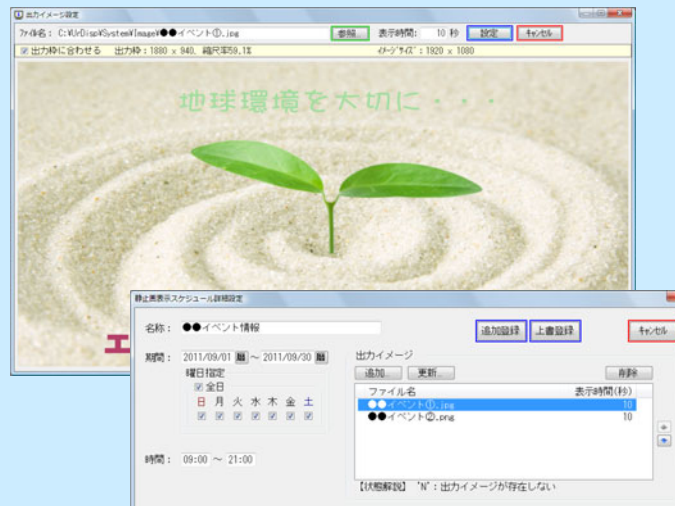 出力イメージ設定
ファイル名： C:¥UrDisp¥System¥Image¥●●イベント①.jpg 参照.. 表示時間： 10 秒 設定 キャンセル
出力枠に合わせる 出力枠：1880 x 940、縮尺率59.1% イメージサイズ：1920 x 1080
地球環境を大切に・・・
エ
静止画表示スケジュール詳細設定
名称： ●●イベント情報 追加登録 上書登録 キャンセル
期間： 2011/09/01 ～ 2011/09/30
出力イメージ
曜日指定
追加.. 更新.. 削除
全日
ファイル名 表示時間(秒)
日 月 火 水 木 金 土
●●イベント①.jpg 10
●●イベント②.png 10
時間： 09:00 ～ 21:00
【状態解説】 'N'：出力イメージが存在しない